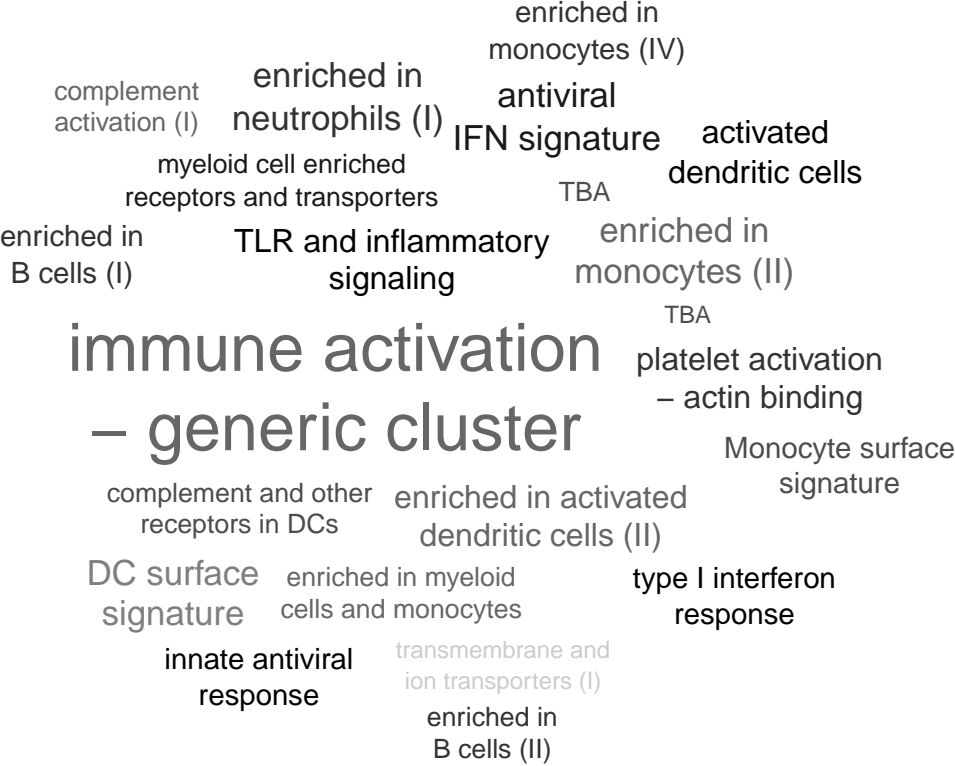 enriched in
monocytes (IV)
complement
activation (I)
enriched in
neutrophils (I)
antiviral
IFN signature
activated
dendritic cells
myeloid cell enriched
receptors and transporters
TBA
enriched in
B cells (I)
TLR and inflammatory
signaling
enriched in
monocytes (II)
TBA
immune activation
– generic cluster
platelet activation
– actin binding
Monocyte surface
signature
complement and other
receptors in DCs
enriched in activated
dendritic cells (II)
DC surface
signature
enriched in myeloid
cells and monocytes
type I interferon
response
innate antiviral
response
transmembrane and
ion transporters (I)
enriched in
B cells (II)